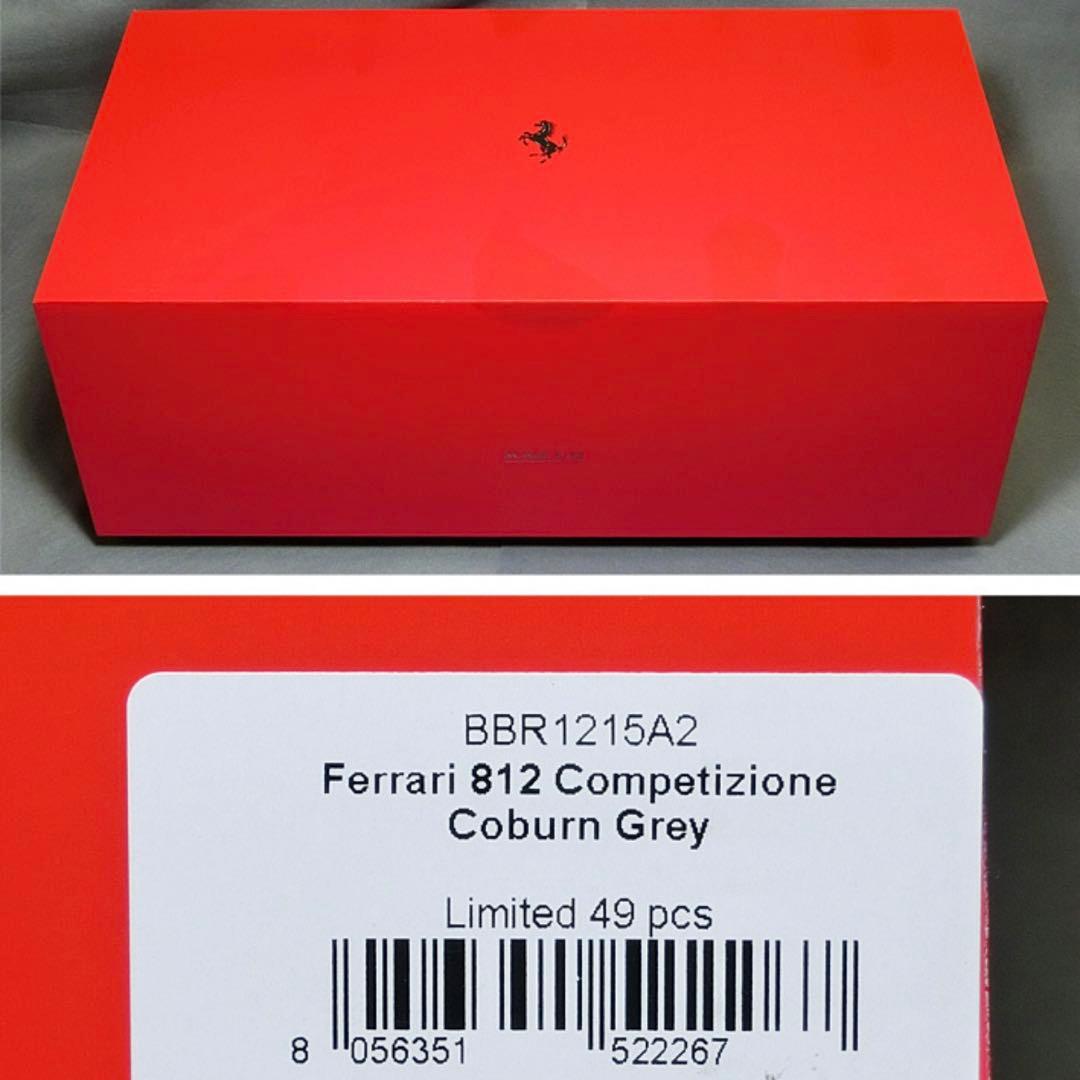 BBR1215A2
Ferrari 812 Competizione
Coburn Grey
Limited 49 pcs
8 056351 522267